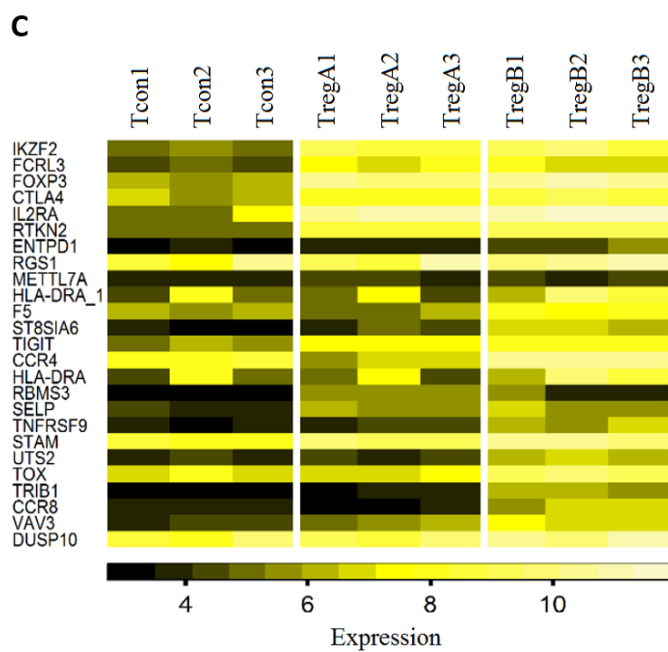 C
Tcon1 Tcon2 Tcon3 TregA1 TregA2 TregA3 TregB1 TregB2 TregB3
IKZF2
FCRL3
FOXP3
CTLA4
IL2RA
RTKN2
ENTPD1
RGS1
METTL7A
HLA-DRA_1
F5
ST8SIA6
TIGIT
CCR4
HLA-DRA
RBMS3
SELP
TNFRSF9
STAM
UTS2
TOX
TRIB1
CCR8
VAV3
DUSP10
4 6 8 10
Expression